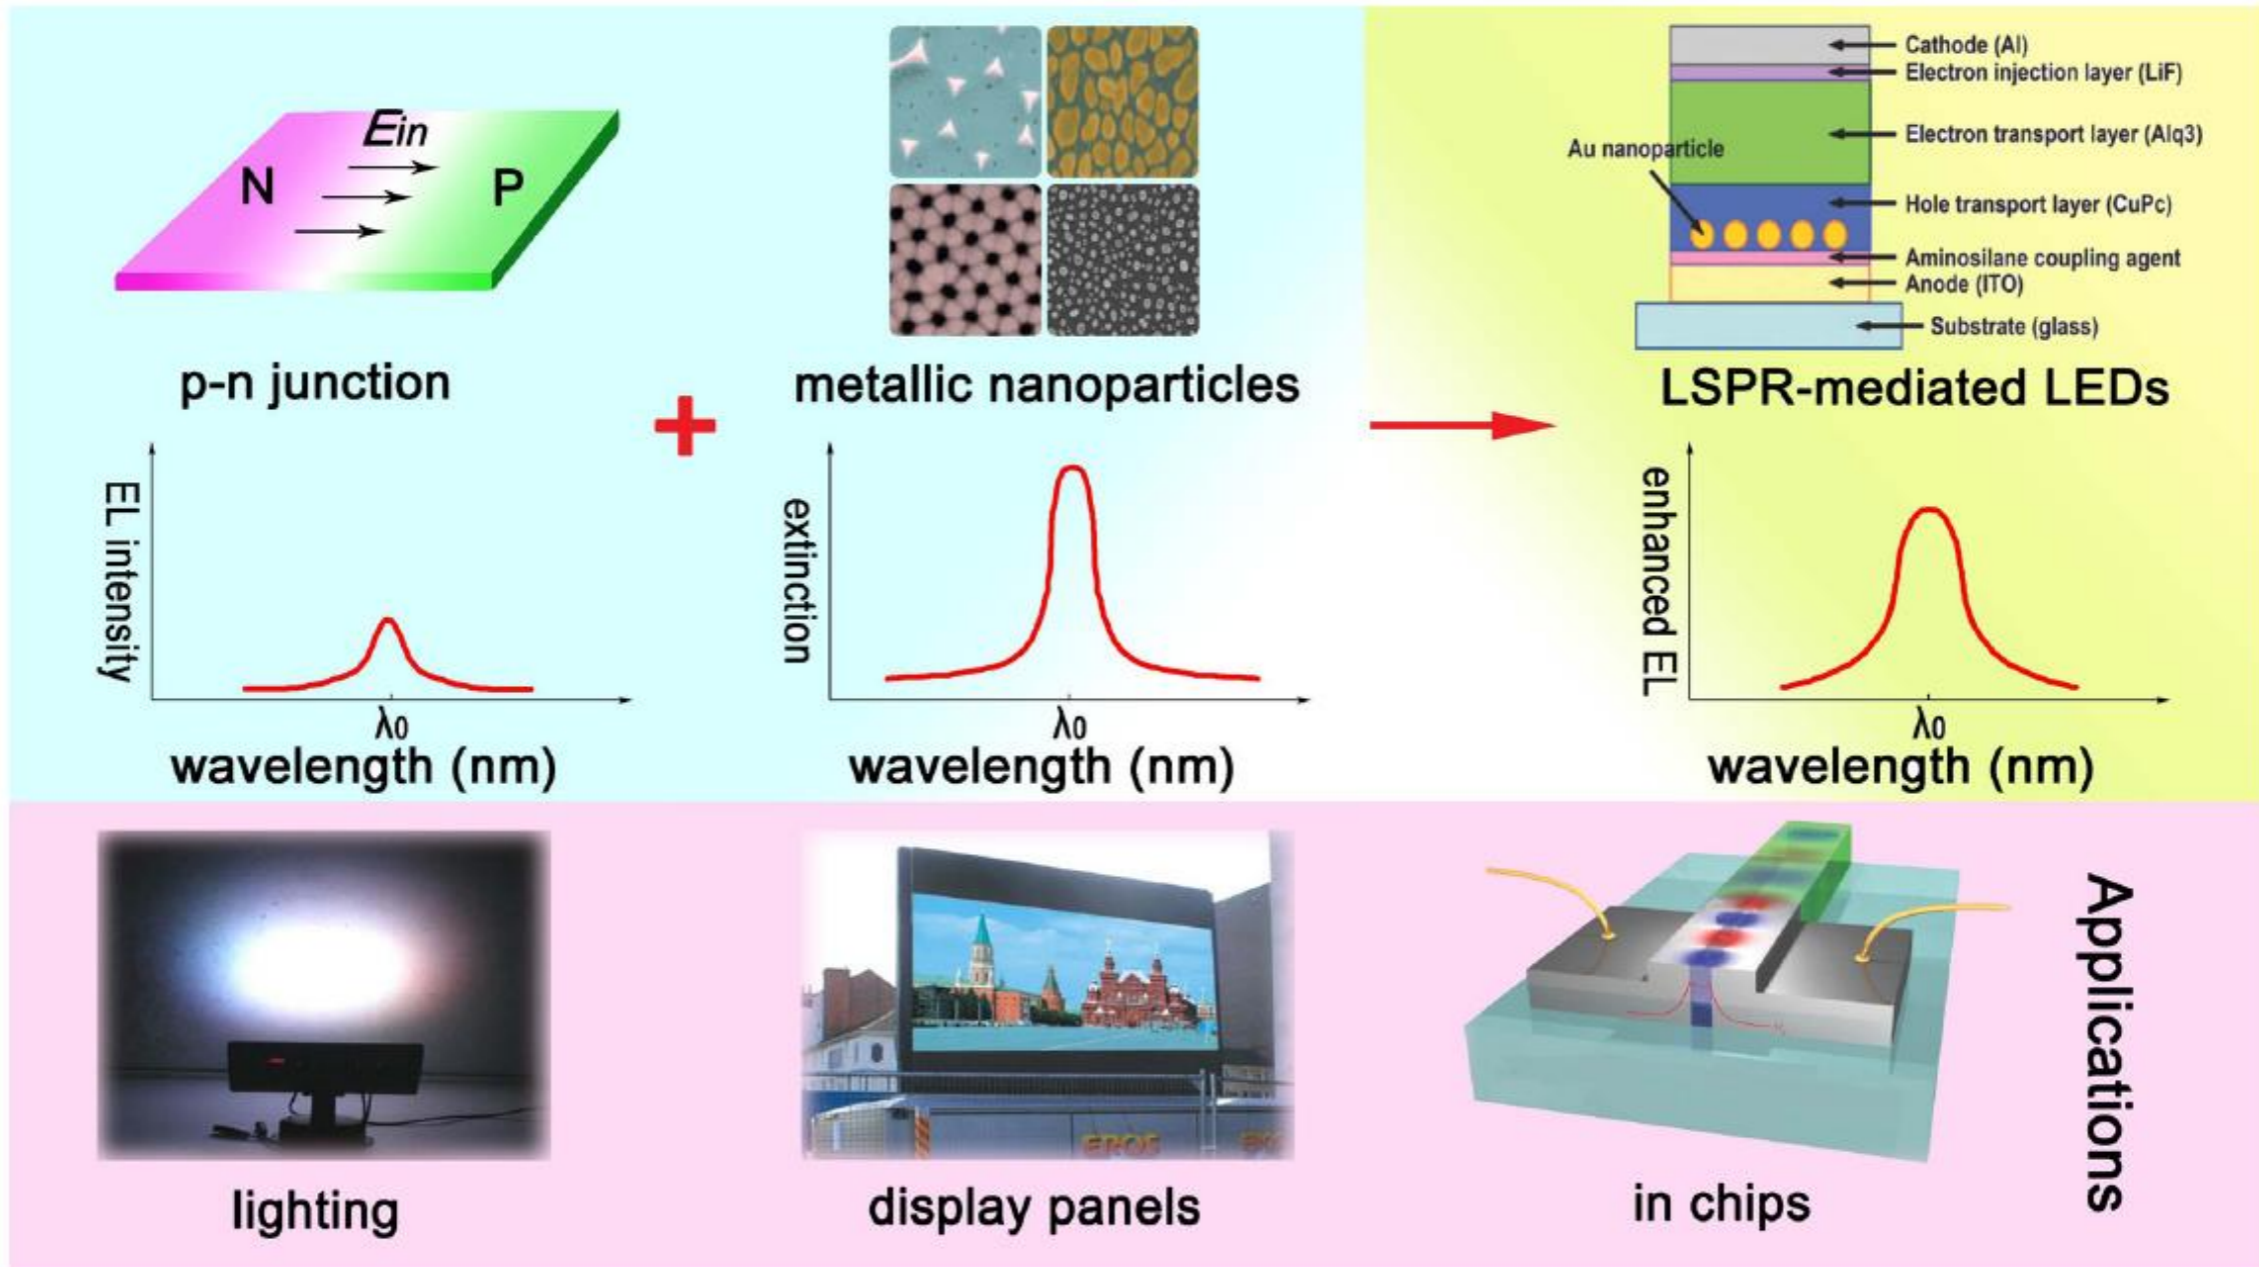 Ein
N
P
p-n junction
+
metallic nanoparticles
Cathode (Al)
Electron injection layer (LiF)
Electron transport layer (Alq3)
Au nanoparticle
Hole transport layer (CuPc)
Aminosilane coupling agent
Anode (ITO)
Substrate (glass)
LSPR-mediated LEDs
EL intensity
λ0
wavelength (nm)
extinction
λ0
wavelength (nm)
enhanced EL
λ0
wavelength (nm)
lighting
display panels
in chips
Applications